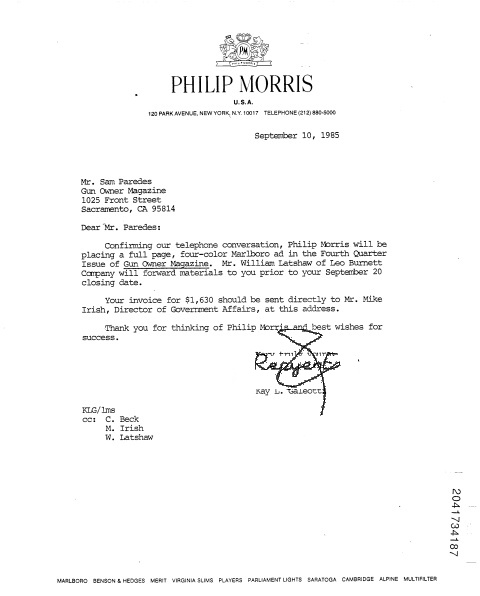 PM
PHILIP MORRIS
U.S.A.
120 PARK AVENUE, NEW YORK, N.Y. 10017 TELEPHONE (212) 880-5000
September 10, 1985
Mr. Sam Paredes
Gun Owner Magazine
1025 Front Street
Sacramento, CA 95814
Dear Mr. Paredes:
Confirming our telephone conversation, Philip Morris will be
placing a full page, four-color Marlboro ad in the Fourth Quarter
Issue of Gun Owner Magazine. Mr. William Latshaw of Leo Burnett
Company will forward materials to you prior to your September 20
closing date.
Your invoice for $1,630 should be sent directly to Mr. Mike
Irish, Director of Government Affairs, at this address.
Thank you for thinking of Philip Morris and best wishes for
success.
Very truly yours,
Kay L. Galeotti
KLG/lms
cc: C. Beck
M. Irish
W. Latshaw
2041734187
MARLBORO BENSON & HEDGES MERIT VIRGINIA SLIMS PLAYERS PARLIAMENT LIGHTS SARATOGA CAMBRIDGE ALPINE MULTIFILTER